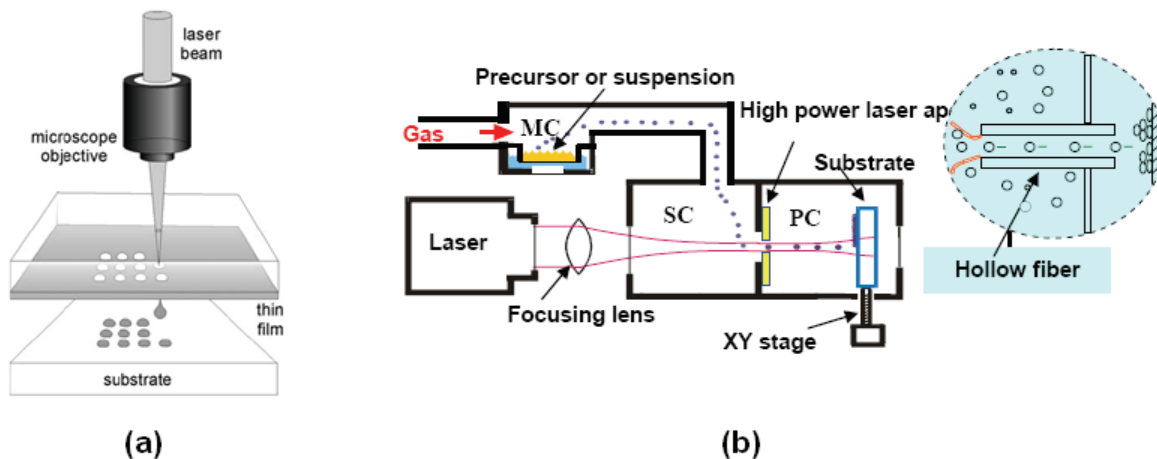 laser
beam
microscope
objective
thin
film
substrate
(a)
Precursor or suspension
High power laser ap
Gas
MC
Substrate
SC
PC
Laser
Focusing lens
XY stage
Hollow fiber
(b)